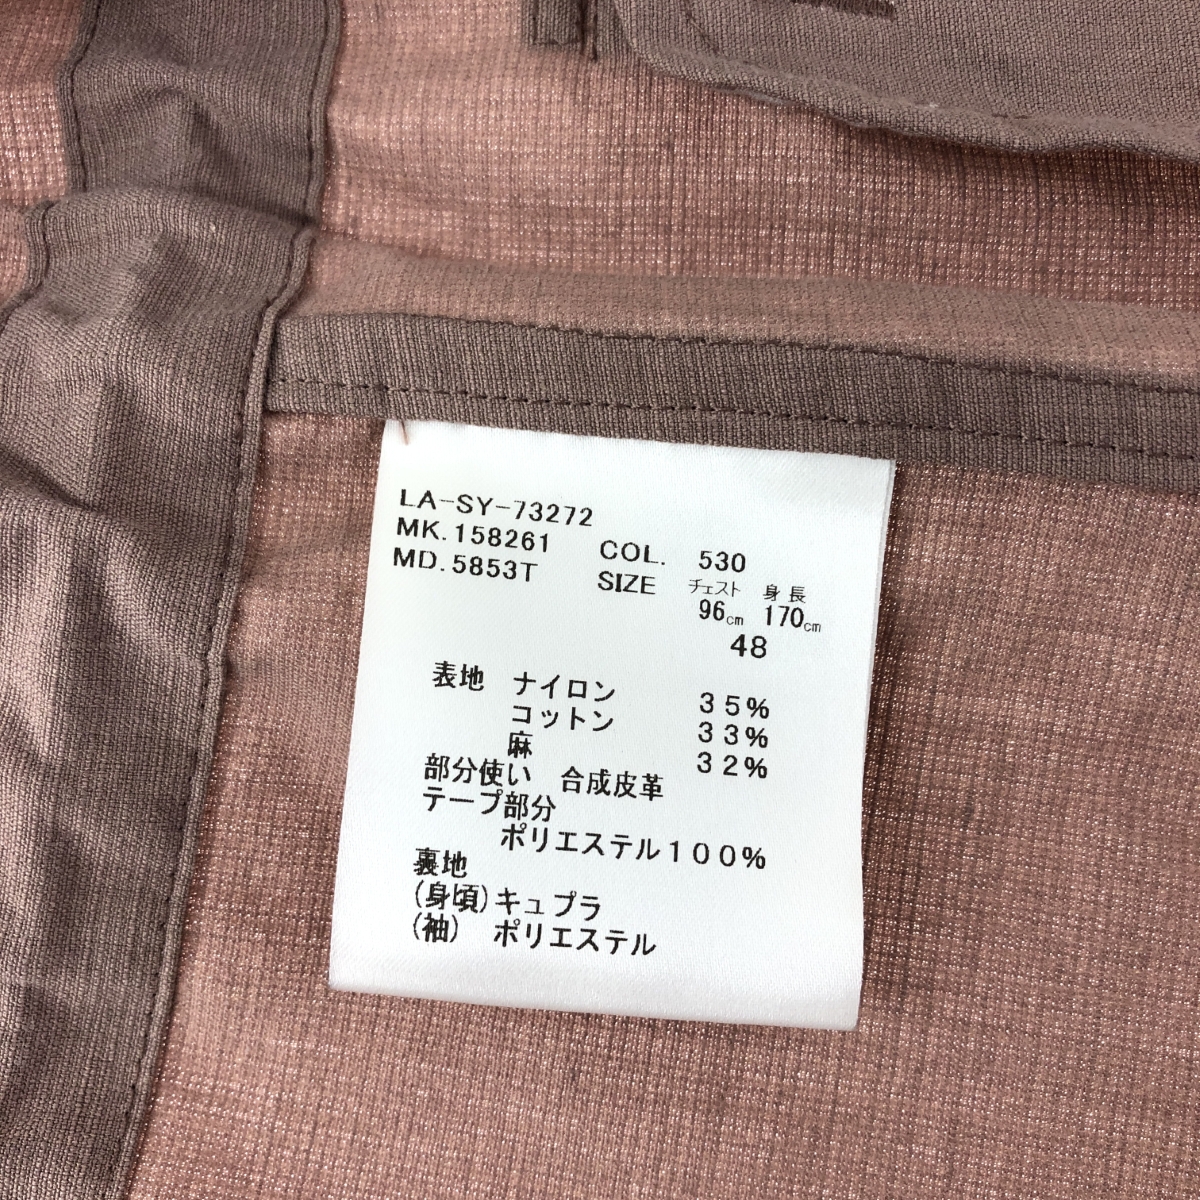 LA-SY-73272
MK.158261 COL. 530
MD.5853T SIZE チェスト 身長
96cm 170cm
48
表地 ナイロン 35%
コットン 33%
麻 32%
部分使い 合成皮革
テープ部分
ポリエステル100%
裏地
(身頃)キュプラ
(袖) ポリエステル